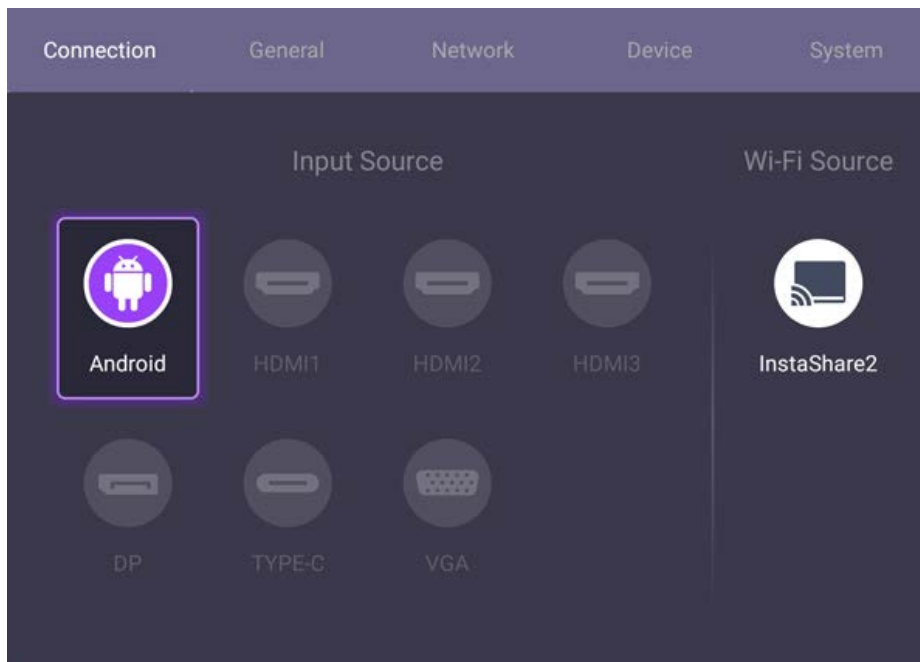 Connection General Network Device System
Input Source Wi-Fi Source
Android HDMI1 HDMI2 HDMI3 InstaShare2
DP TYPE-C VGA